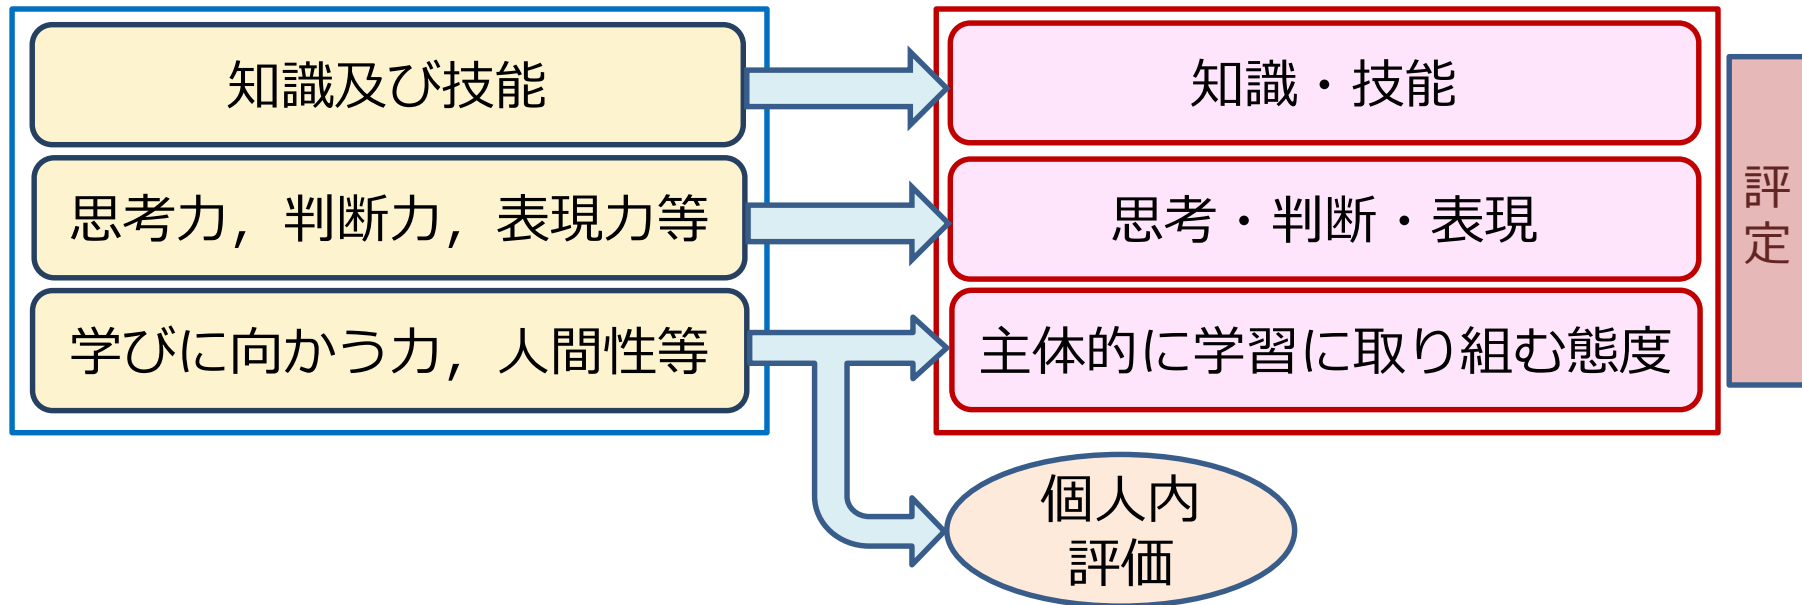 知識及び技能
知識・技能
思考力，判断力，表現力等
思考・判断・表現
学びに向かう力，人間性等
主体的に学習に取り組む態度
評
定
個人内
評価